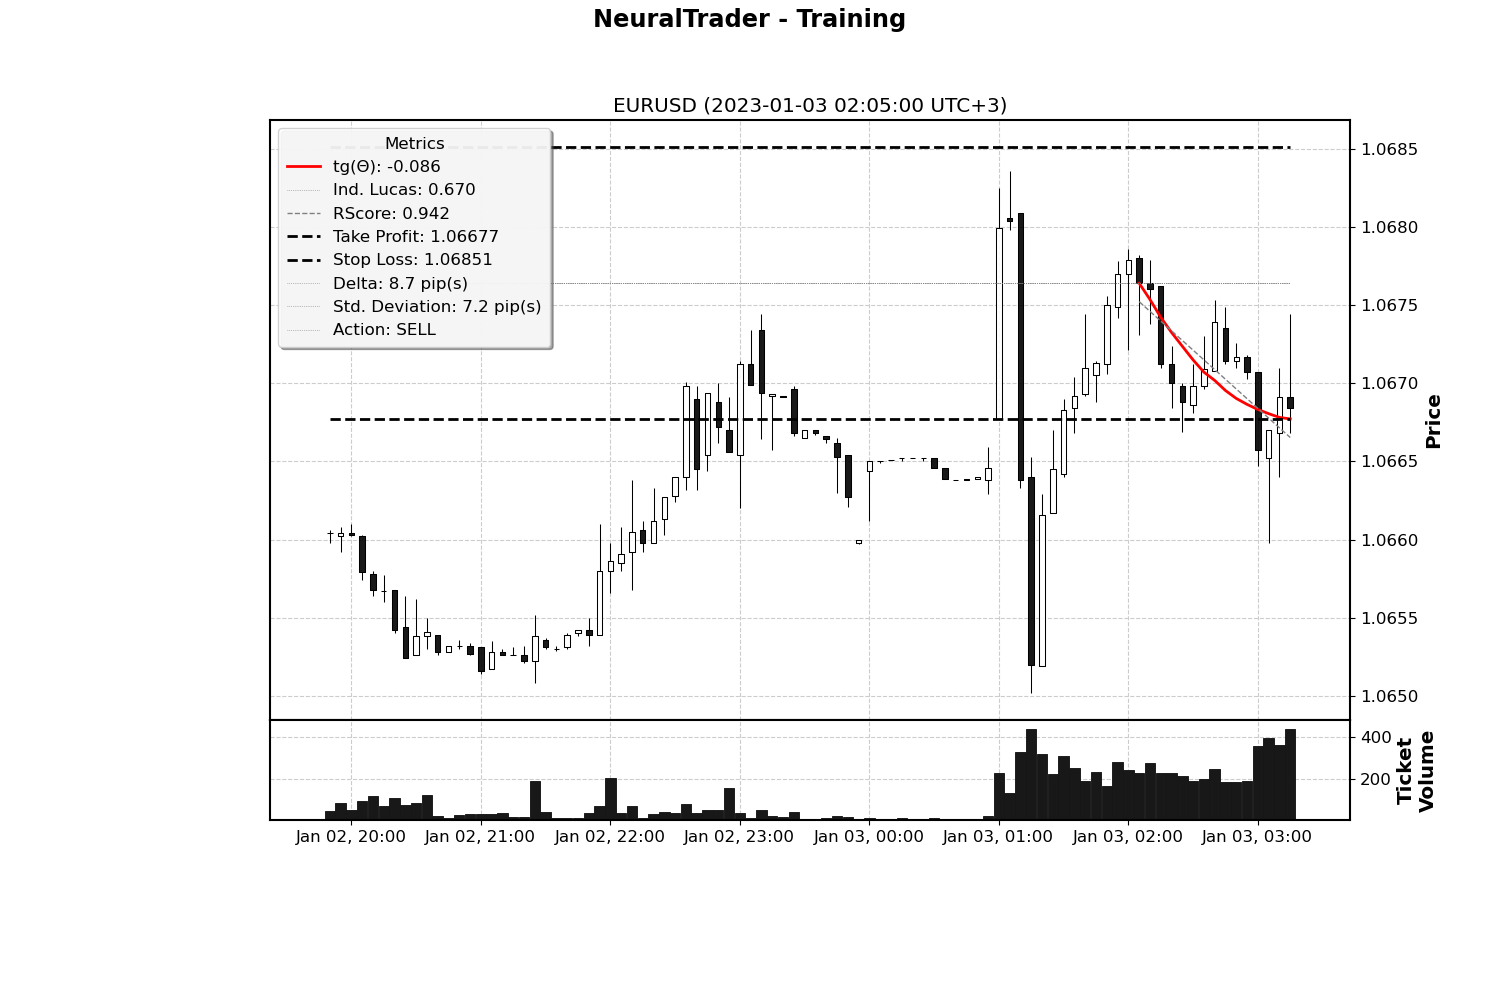 NeuralTrader - Training
EURUSD (2023-01-03 02:05:00 UTC+3)
Metrics
tg(Θ): -0.086
Ind. Lucas: 0.670
RScore: 0.942
Take Profit: 1.06677
Stop Loss: 1.06851
Delta: 8.7 pip(s)
Std. Deviation: 7.2 pip(s)
Action: SELL
1.0685
1.0680
1.0675
1.0670
1.0665
1.0660
1.0655
1.0650
Price
400
200
Ticket
Volume
Jan 02, 20:00
Jan 02, 21:00
Jan 02, 22:00
Jan 02, 23:00
Jan 03, 00:00
Jan 03, 01:00
Jan 03, 02:00
Jan 03, 03:00